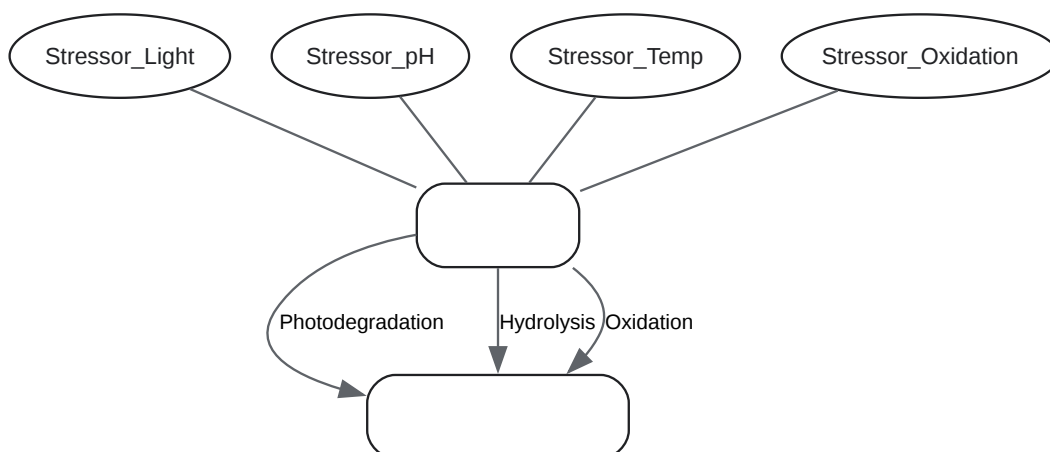 Stressor_Light
Stressor_pH
Stressor_Temp
Stressor_Oxidation
Photodegradation
Hydrolysis
Oxidation